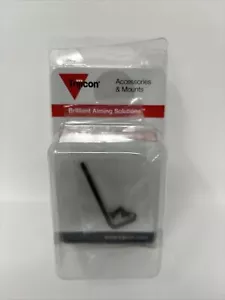 Trijicon
Accessories
& Mounts
Brilliant Aiming Solutions